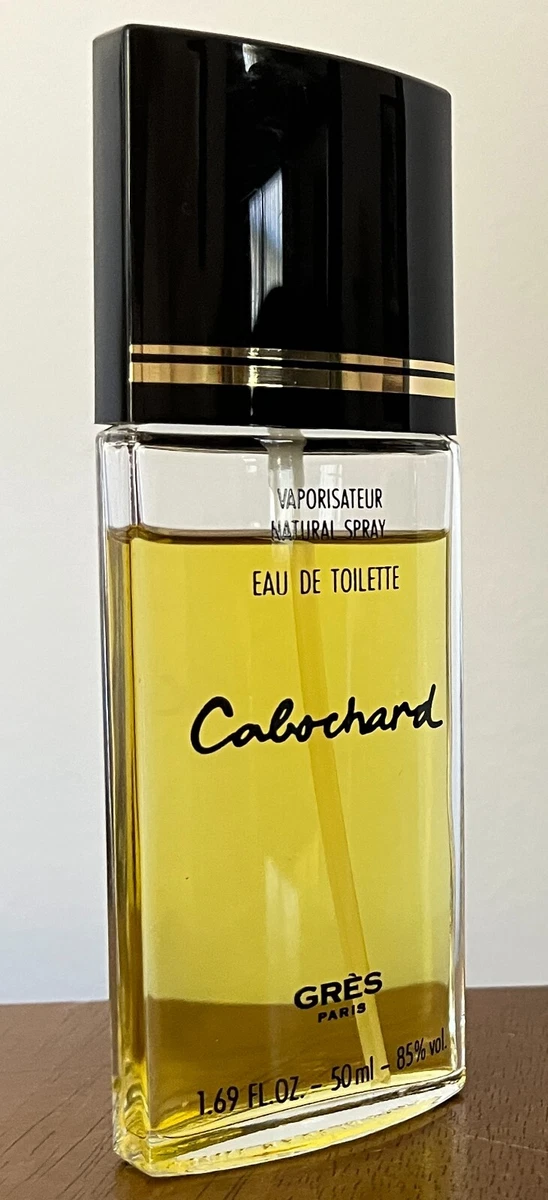 VAPORISATEUR
NATURAL SPRAY
EAU DE TOILETTE
Cabochard
GRÈS
PARIS
1.69 FL.OZ. – 50 ml – 85% vol.